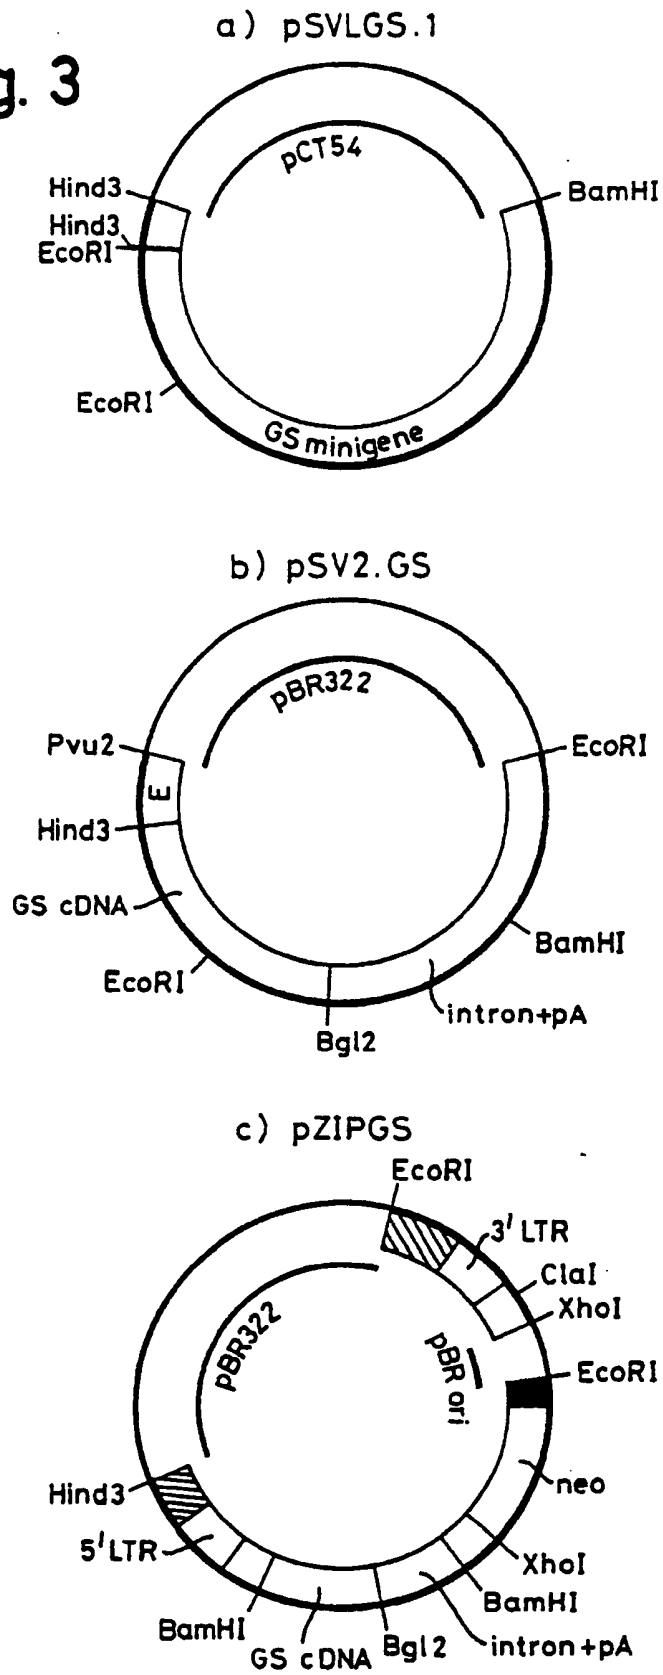 a) pSVLGS.1
g. 3
pCT54
Hind3
BamHI
Hind3
EcoRI
EcoRI
GS minigene
b) pSV2.GS
pBR322
Pvu2
EcoRI
E
Hind3
GS cDNA
BamHI
EcoRI
intron+pA
Bgl2
c) pZIPGS
EcoRI
3' LTR
ClaI
XhoI
pBR322
pBR ori
EcoRI
Hind3
neo
5' LTR
XhoI
BamHI
BamHI
GS cDNA
Bgl2
intron+pA